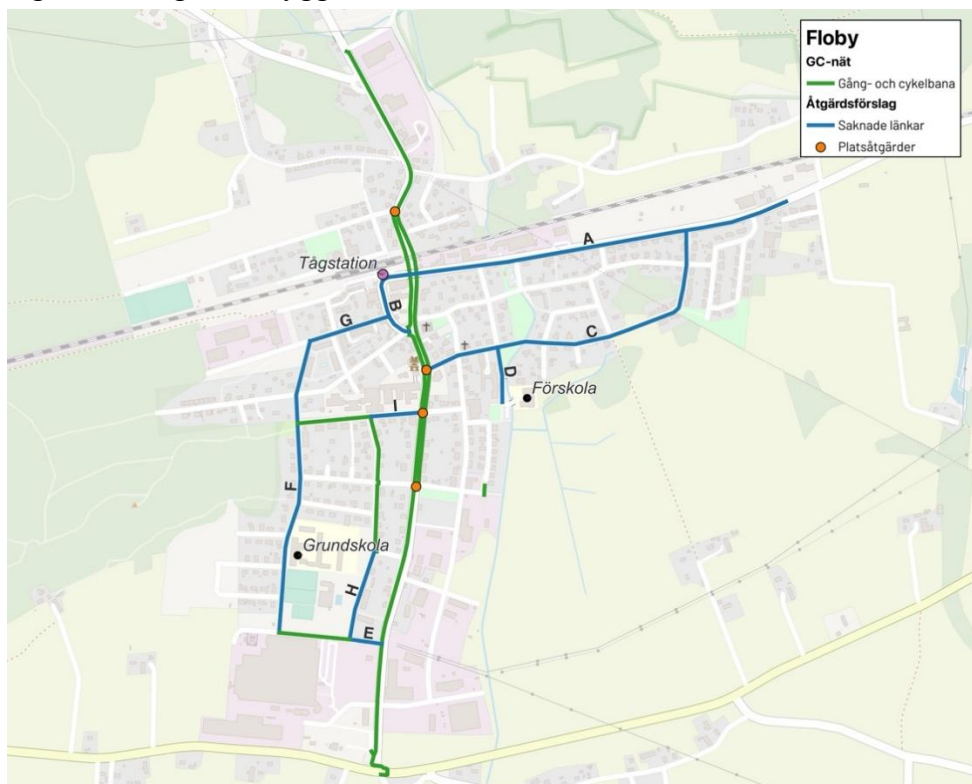 Floby
GC-nät
Gång- och cykelbana
Åtgärdsförslag
Saknade länkar
Platsåtgärder
A
Tågstation
B
G
C
D
Förskola
I
F
Grundskola
H
E